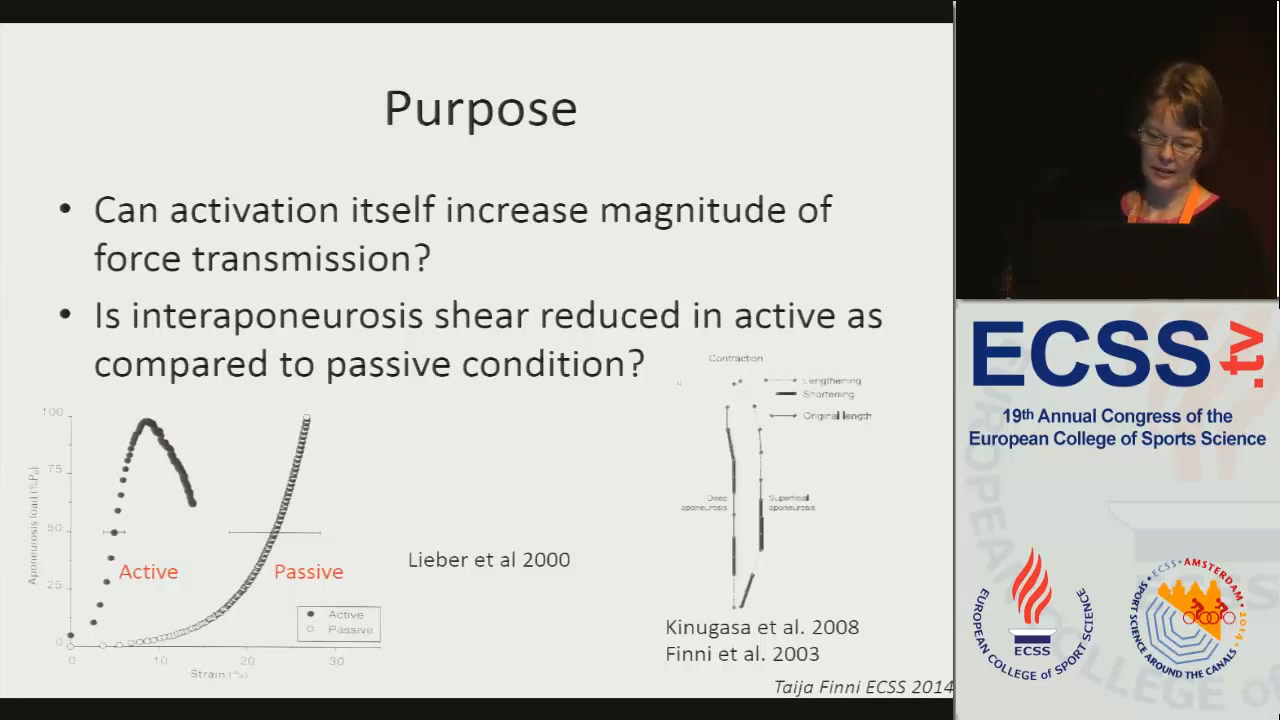 Purpose
• Can activation itself increase magnitude of
force transmission?
• Is interaponeurosis shear reduced in active as
compared to passive condition?
Contraction
Lengthening
Shortening
Original length
Deep
aponeurosis
Superficial
aponeurosis
100
75
50
25
0
Aponeurosis load (%P₀)
Active
Passive
Active
Passive
0
10
20
30
Strain (%)
Lieber et al 2000
Kinugasa et al. 2008
Finni et al. 2003
Taija Finni ECSS 2014
ECSS
.tv
19th Annual Congress of the
European College of Sports Science
EUROPEAN COLLEGE OF SPORT SCIENCE
ECSS
·ECSS·AMSTERDAM·2014·
SPORT SCIENCE AROUND THE CANALS